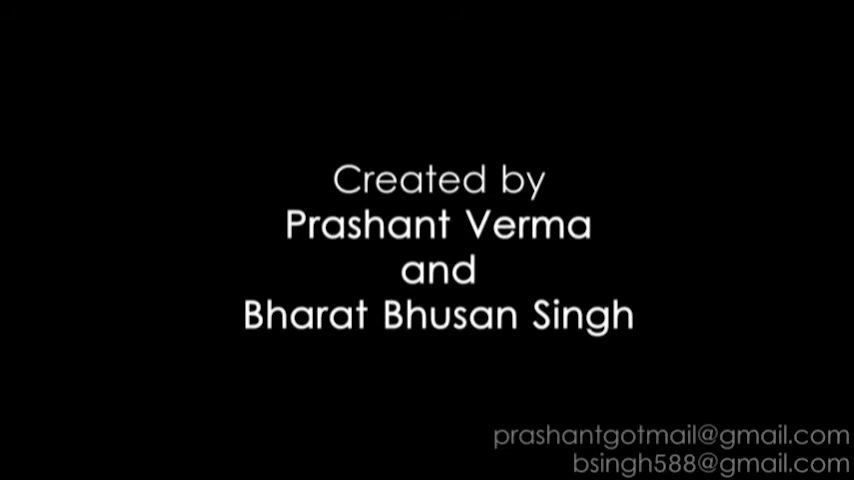 Created by
Prashant Verma
and
Bharat Bhusan Singh
prashantgotmail@gmail.com
bsingh588@gmail.com